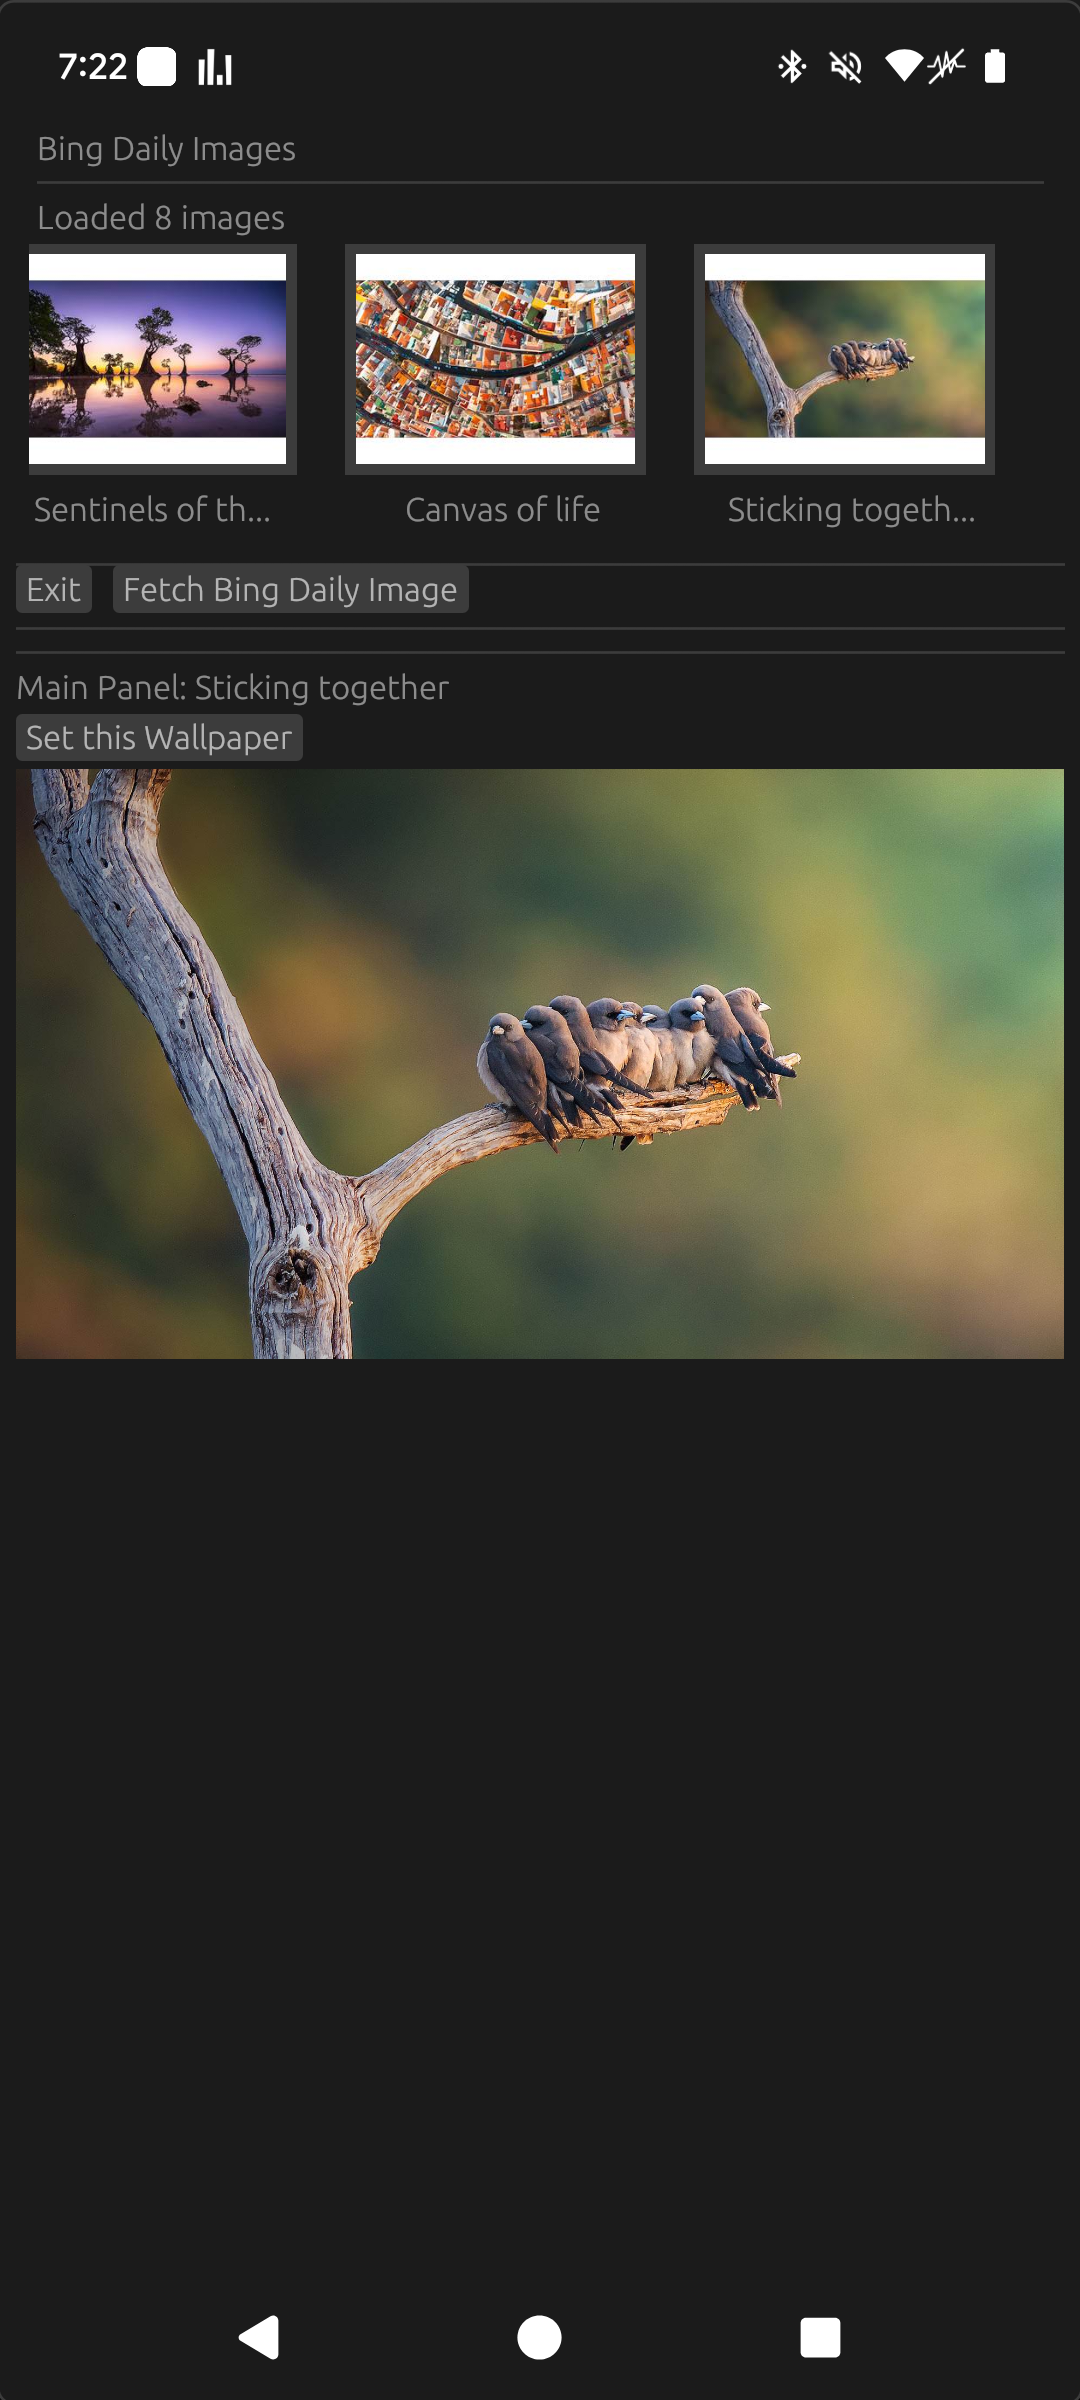 7:22
Bing Daily Images
Loaded 8 images
Sentinels of th...
Canvas of life
Sticking togeth...
Exit
Fetch Bing Daily Image
Main Panel: Sticking together
Set this Wallpaper